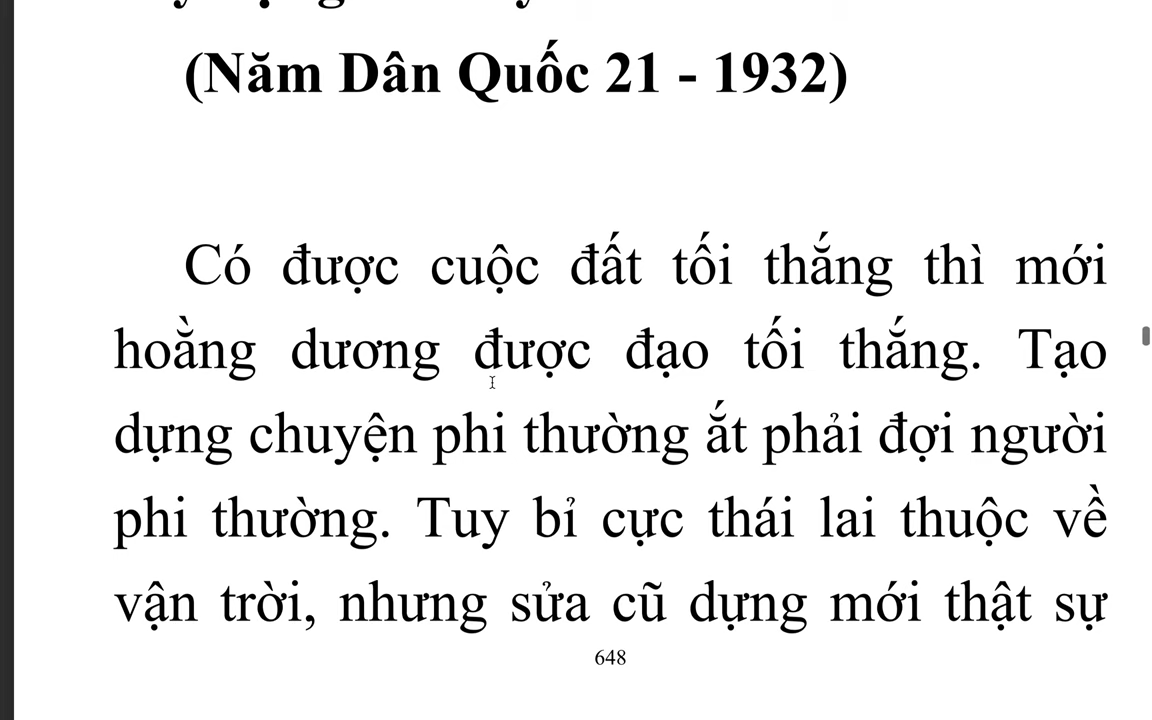 (Năm Dân Quốc 21 - 1932)
Có được cuộc đất tối thắng thì mới
hoằng dương được đạo tối thắng. Tạo
dựng chuyện phi thường ắt phải đợi người
phi thường. Tuy bỉ cực thái lai thuộc về
vận trời, nhưng sửa cũ dựng mới thật sự
648